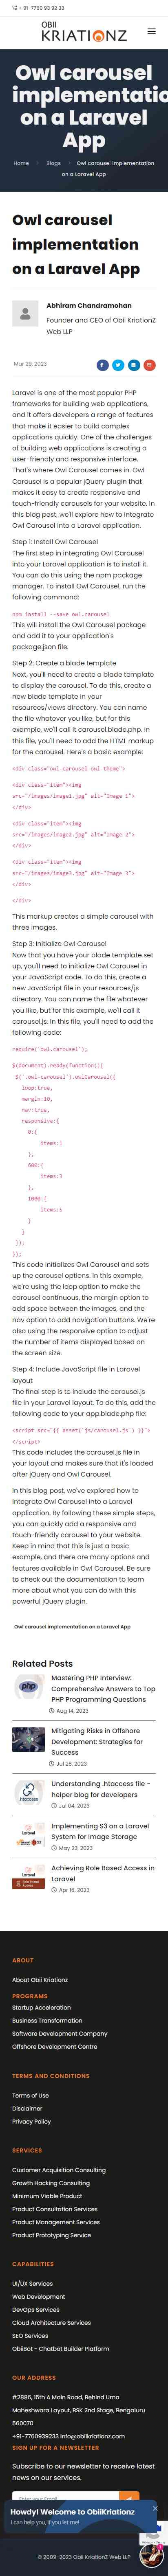 + 91-7760 93 92 33
OBII
KRIATIONZ
Owl carousel
implementation
on a Laravel
App
Home
Blogs
Owl carousel implementation
on a Laravel App
Owl carousel
implementation
on a Laravel App
Abhiram Chandramohan
Founder and CEO of Obii KriationZ
Web LLP
Mar 29, 2023
Laravel is one of the most popular PHP
frameworks for building web applications,
and it offers developers a range of features
that make it easier to build complex
applications quickly. One of the challenges
of building web applications is creating a
user-friendly and responsive interface.
That's where Owl Carousel comes in. Owl
Carousel is a popular jQuery plugin that
makes it easy to create responsive and
touch-friendly carousels for your website. In
this blog post, we'll explore how to integrate
Owl Carousel into a Laravel application.
Step 1: Install Owl Carousel
The first step in integrating Owl Carousel
into your Laravel application is to install it.
You can do this using the npm package
manager. To install Owl Carousel, run the
following command:
npm install --save owl.carousel
This will install the Owl Carousel package
and add it to your application's
package.json file.
Step 2: Create a blade template
Next, you'll need to create a blade template
to display the carousel. To do this, create a
new blade template in your
resources/views directory. You can name
the file whatever you like, but for this
example, we'll call it carousel.blade.php. In
this file, you'll need to add the HTML markup
for the carousel. Here's a basic example:
<div class="owl-carousel owl-theme">
<div class="item"><img
src="/images/image1.jpg" alt="Image 1">
</div>
<div class="item"><img
src="/images/image2.jpg" alt="Image 2">
</div>
<div class="item"><img
src="/images/image3.jpg" alt="Image 3">
</div>
</div>
This markup creates a simple carousel with
three images.
Step 3: Initialize Owl Carousel
Now that you have your blade template set
up, you'll need to initialize Owl Carousel in
your JavaScript code. To do this, create a
new JavaScript file in your resources/js
directory. You can name the file whatever
you like, but for this example, we'll call it
carousel.js. In this file, you'll need to add the
following code:
require('owl.carousel');
$(document).ready(function(){
$('.owl-carousel').owlCarousel({
loop:true,
margin:10,
nav:true,
responsive:{
0:{
items:1
},
600:{
items:3
},
1000:{
items:5
}
}
});
});
This code initializes Owl Carousel and sets
up the carousel options. In this example,
we're using the loop option to make the
carousel continuous, the margin option to
add space between the images, and the
nav option to add navigation buttons. We're
also using the responsive option to adjust
the number of items displayed based on
the screen size.
Step 4: Include JavaScript file in Laravel
layout
The final step is to include the carousel.js
file in your Laravel layout. To do this, add the
following code to your app.blade.php file:
<script src="{{ asset('js/carousel.js') }}">
</script>
This code includes the carousel.js file in
your layout and makes sure that it's loaded
after jQuery and Owl Carousel.
In this blog post, we've explored how to
integrate Owl Carousel into a Laravel
application. By following these simple steps,
you can quickly and easily add a responsive
and touch-friendly carousel to your website.
Keep in mind that this is just a basic
example, and there are many more options
and features available in Owl Carousel. Be sure
to check out the documentation to learn
more about what you can do with this
powerful jQuery plugin.
Owl carousel implementation on a Laravel App
Related Posts
Mastering PHP Interview:
Comprehensive Answers to Top
PHP Programming Questions
Aug 14, 2023
Mitigating Risks in Offshore
Development: Strategies for
Success
Jul 26, 2023
Understanding .htaccess file -
helper blog for developers
Jul 04, 2023
Implementing S3 on a Laravel
System for Image Storage
May 23, 2023
Achieving Role Based Access in
Laravel
Apr 16, 2023
ABOUT
About Obii Kriationz
PROGRAMS
Startup Acceleration
Business Transformation
Software Development Company
Offshore Development Centre
TERMS AND CONDITIONS
Terms of Use
Disclaimer
Privacy Policy
SERVICES
Customer Acquisition Consulting
Growth Hacking Consulting
Minimum Viable Product
Product Consultation Services
Product Management Services
Product Prototyping Service
CAPABILITIES
UI/UX Services
Web Development
DevOps Services
Cloud Architecture Services
SEO Services
ObiiBot - Chatbot Builder Platform
OUR ADDRESS
#2886, 15th A Main Road, Behind Uma
Maheshwara Layout, BSK 2nd Stage, Bengaluru
560070
+91-7760939233 Info@obiikriationz.com
SIGN UP FOR A NEWSLETTER
Subscribe to our newsletter to receive latest
news on our services.
Howdy! Welcome to ObiiKriationz
I can help you, if you let me!
© 2009-2023 Obii KriationZ Web LLP